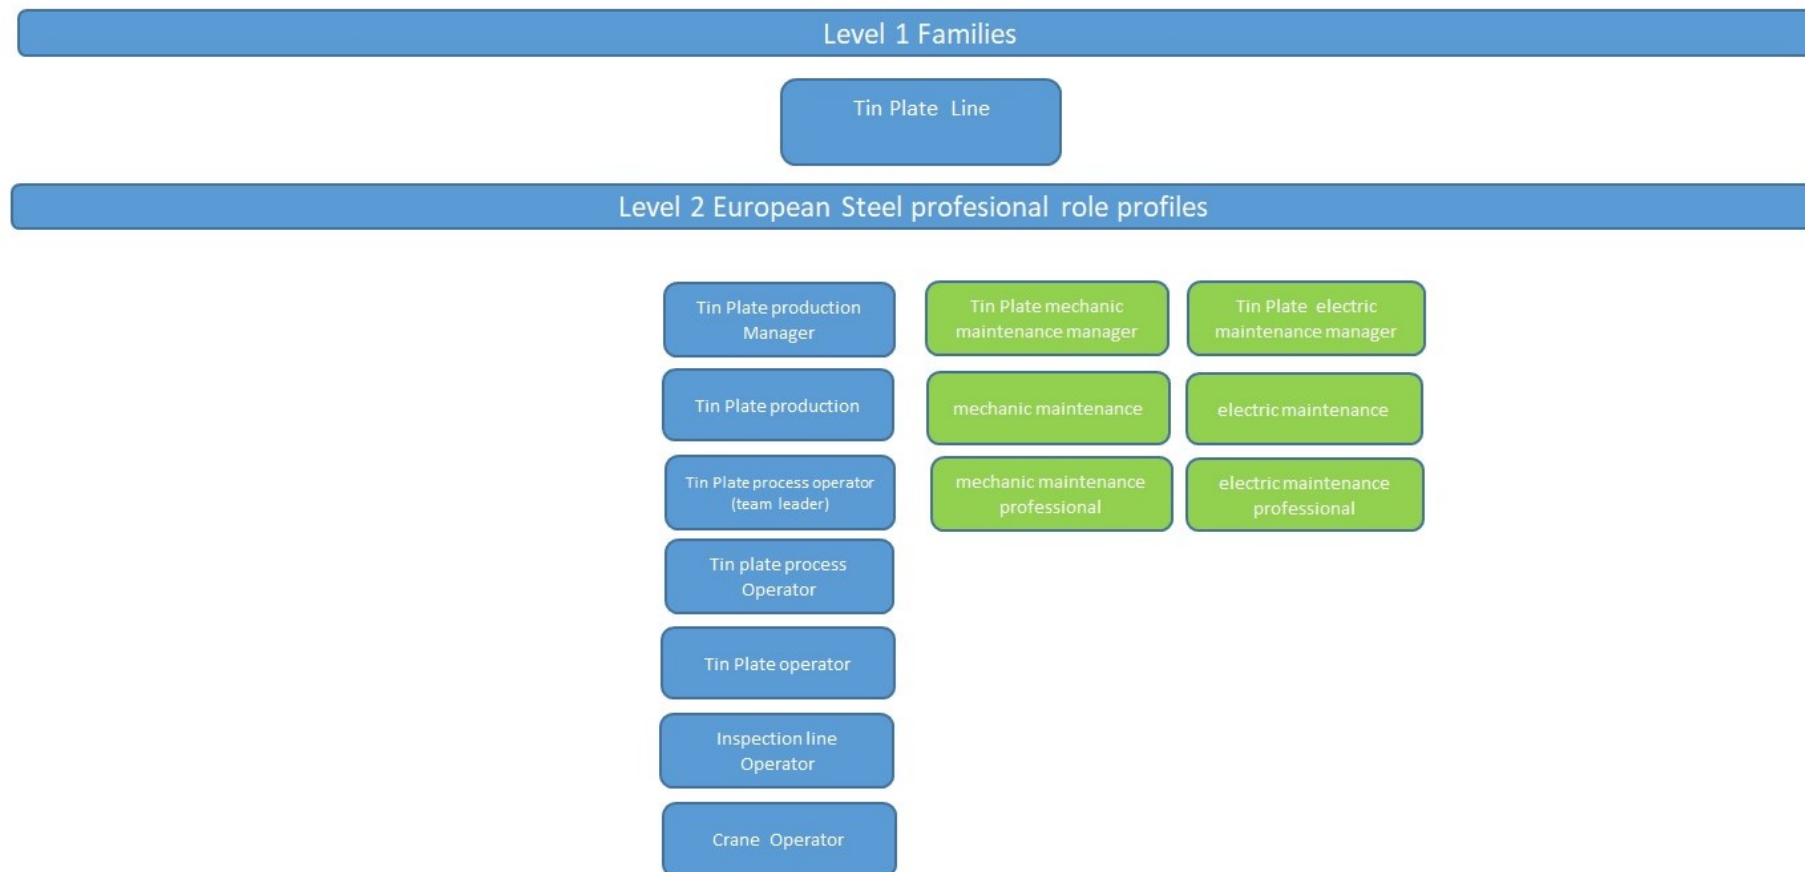 Level 1 Families
Tin Plate Line
Level 2 European Steel profesional role profiles
Tin Plate production
Manager
Tin Plate mechanic
maintenance manager
Tin Plate electric
maintenance manager
Tin Plate production
mechanic maintenance
electric maintenance
Tin Plate process operator
(team leader)
mechanic maintenance
professional
electric maintenance
professional
Tin plate process
Operator
Tin Plate operator
Inspection line
Operator
Crane Operator